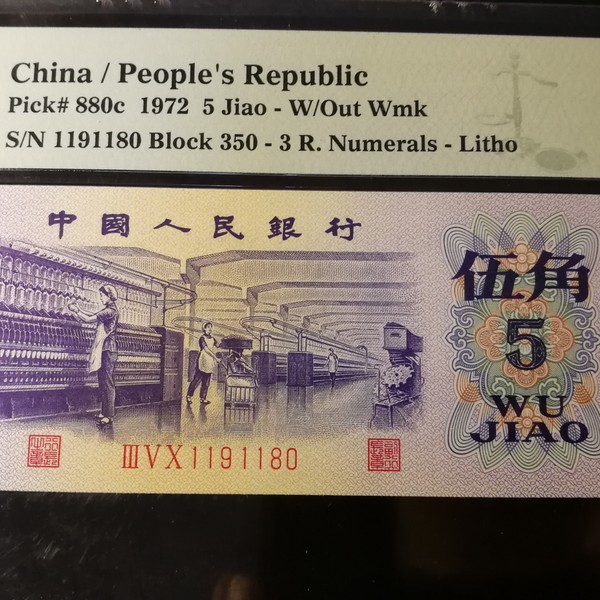 China / People's Republic
Pick# 880c 1972 5 Jiao - W/Out Wmk
S/N 1191180 Block 350 - 3 R. Numerals - Litho
中國人民銀行
伍角
5
WU
JIAO
ⅢⅤⅩ1191180